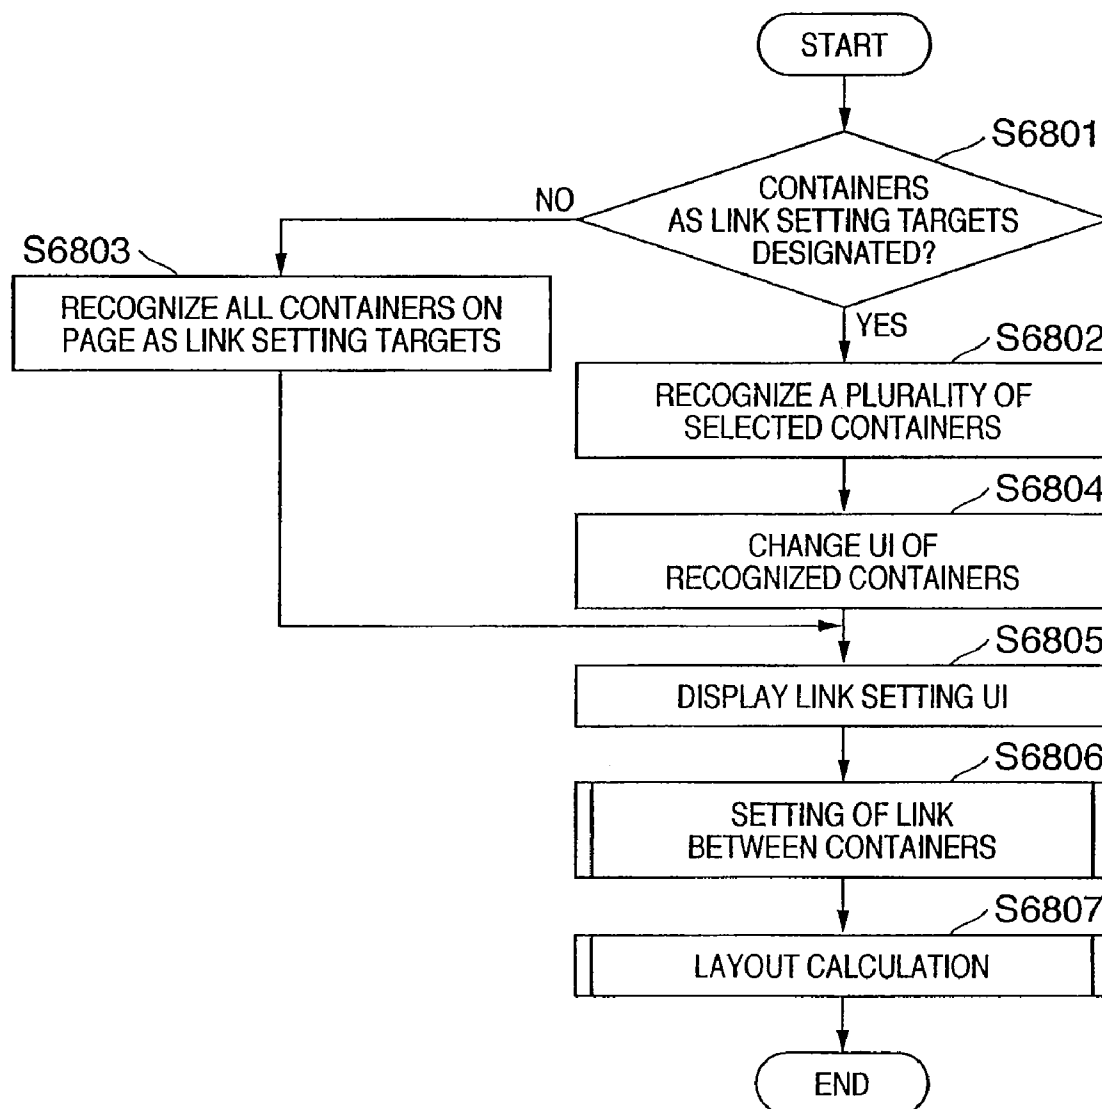 START
S6801
CONTAINERS
AS LINK SETTING TARGETS
DESIGNATED?
NO
YES
S6803
RECOGNIZE ALL CONTAINERS ON
PAGE AS LINK SETTING TARGETS
S6802
RECOGNIZE A PLURALITY OF
SELECTED CONTAINERS
S6804
CHANGE UI OF
RECOGNIZED CONTAINERS
S6805
DISPLAY LINK SETTING UI
S6806
SETTING OF LINK
BETWEEN CONTAINERS
S6807
LAYOUT CALCULATION
END